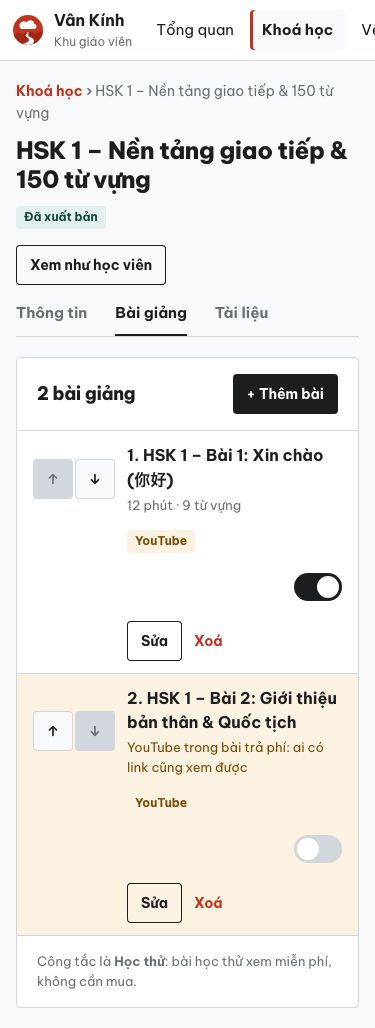 Vân Kính
Khu giáo viên
Tổng quan
Khoá học
Khoá học › HSK 1 – Nền tảng giao tiếp & 150 từ
vựng
HSK 1 – Nền tảng giao tiếp &
150 từ vựng
Đã xuất bản
Xem như học viên
Thông tin
Bài giảng
Tài liệu
2 bài giảng
+ Thêm bài
↑ ↓
1. HSK 1 – Bài 1: Xin chào
(你好)
12 phút · 9 từ vựng
YouTube
Sửa
Xoá
↑ ↓
2. HSK 1 – Bài 2: Giới thiệu
bản thân & Quốc tịch
YouTube trong bài trả phí: ai có
link cũng xem được
YouTube
Sửa
Xoá
Công tắc là Học thử: bài học thử xem miễn phí,
không cần mua.